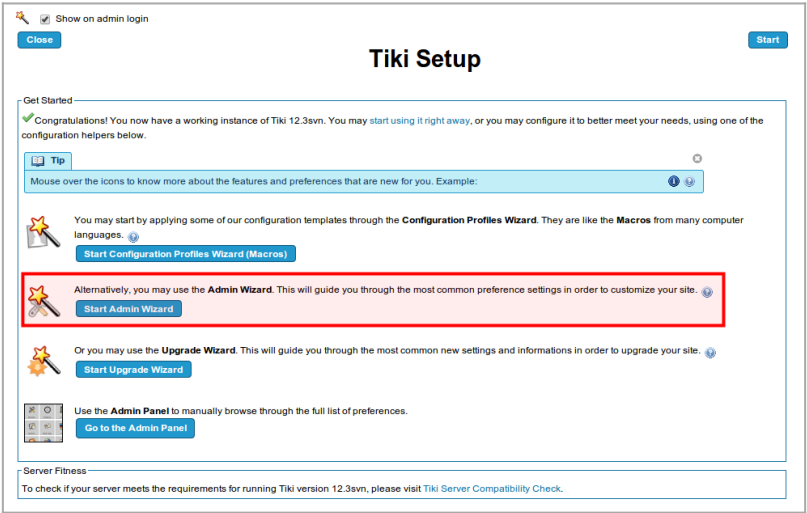 Show on admin login
Close
Start
Tiki Setup
Get Started
Congratulations! You now have a working instance of Tiki 12.3svn. You may start using it right away, or you may configure it to better meet your needs, using one of the
configuration helpers below.
Tip
Mouse over the icons to know more about the features and preferences that are new for you. Example:
You may start by applying some of our configuration templates through the Configuration Profiles Wizard. They are like the Macros from many computer
languages.
Start Configuration Profiles Wizard (Macros)
Alternatively, you may use the Admin Wizard. This will guide you through the most common preference settings in order to customize your site.
Start Admin Wizard
Or you may use the Upgrade Wizard. This will guide you through the most common new settings and informations in order to upgrade your site.
Start Upgrade Wizard
Use the Admin Panel to manually browse through the full list of preferences.
Go to the Admin Panel
Server Fitness
To check if your server meets the requirements for running Tiki version 12.3svn, please visit Tiki Server Compatibility Check.